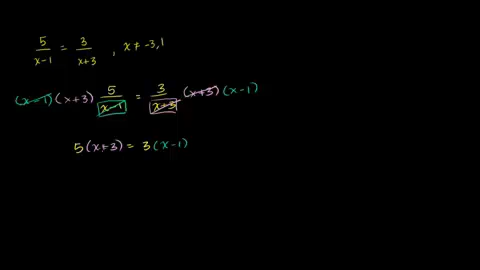 5/(x-1) = 3/(x+3) , x ≠ -3, 1
(x-1)(x+3) 5/(x-1) = 3/(x+3) (x+3)(x-1)
5(x+3) = 3(x-1)